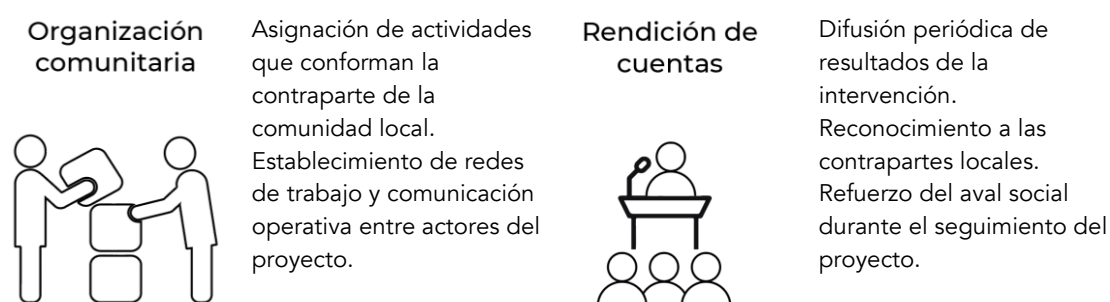 Organización
comunitaria
Asignación de actividades
que conforman la
contraparte de la
comunidad local.
Establecimiento de redes
de trabajo y comunicación
operativa entre actores del
proyecto.
Rendición de
cuentas
Difusión periódica de
resultados de la
intervención.
Reconocimiento a las
contrapartes locales.
Refuerzo del aval social
durante el seguimiento del
proyecto.